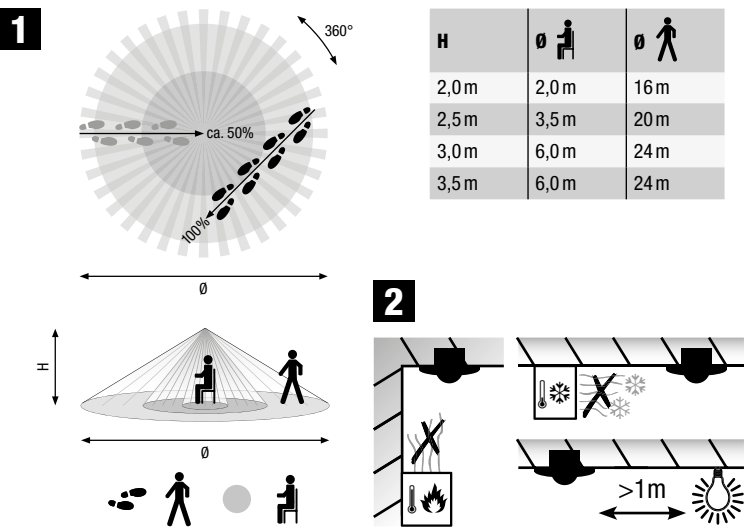 1
360°
ca. 50%
100%
Ø
H
Ø
H Ø Ø
2,0 m 2,0 m 16 m
2,5 m 3,5 m 20 m
3,0 m 6,0 m 24 m
3,5 m 6,0 m 24 m
2
>1m